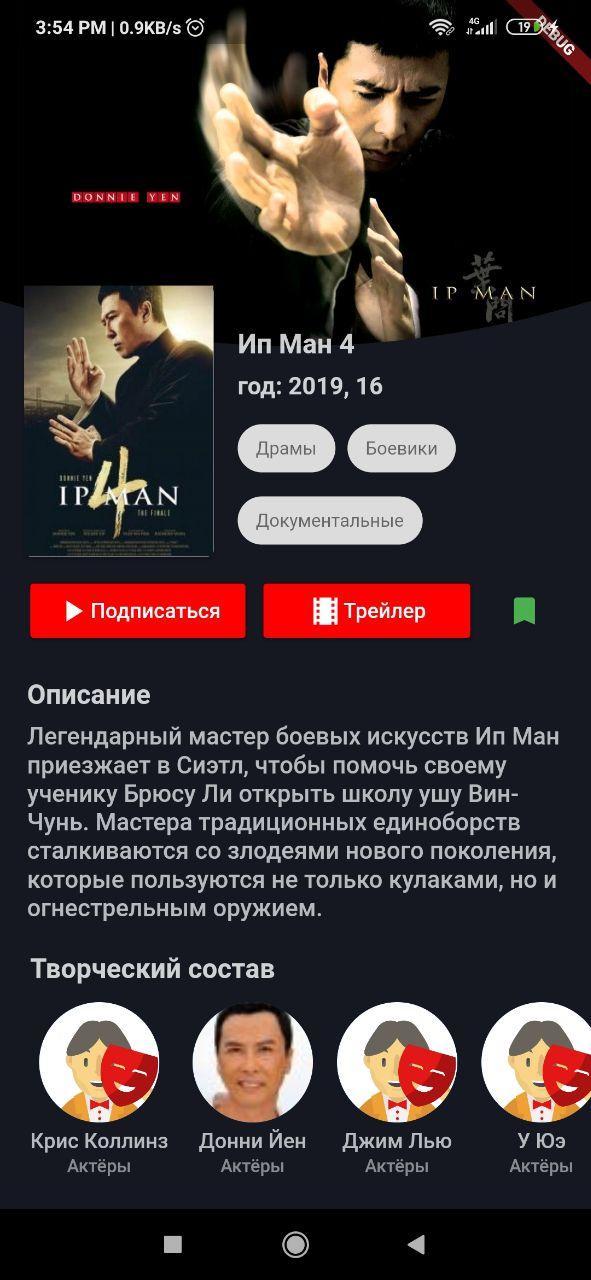 3:54 PM | 0.9KB/s
4G
19
DEBUG
DONNIE YEN
葉
IP MAN
問
DONNIE YEN
4
IP MAN
THE FINALE
Ип Ман 4
год: 2019, 16
Драмы
Боевики
Документальные
Подписаться
Трейлер
Описание
Легендарный мастер боевых искусств Ип Ман
приезжает в Сиэтл, чтобы помочь своему
ученику Брюсу Ли открыть школу ушу Вин-
Чунь. Мастера традиционных единоборств
сталкиваются со злодеями нового поколения,
которые пользуются не только кулаками, но и
огнестрельным оружием.
Творческий состав
Крис Коллинз
Донни Йен
Джим Лью
У Юэ
Актёры
Актёры
Актёры
Актёры